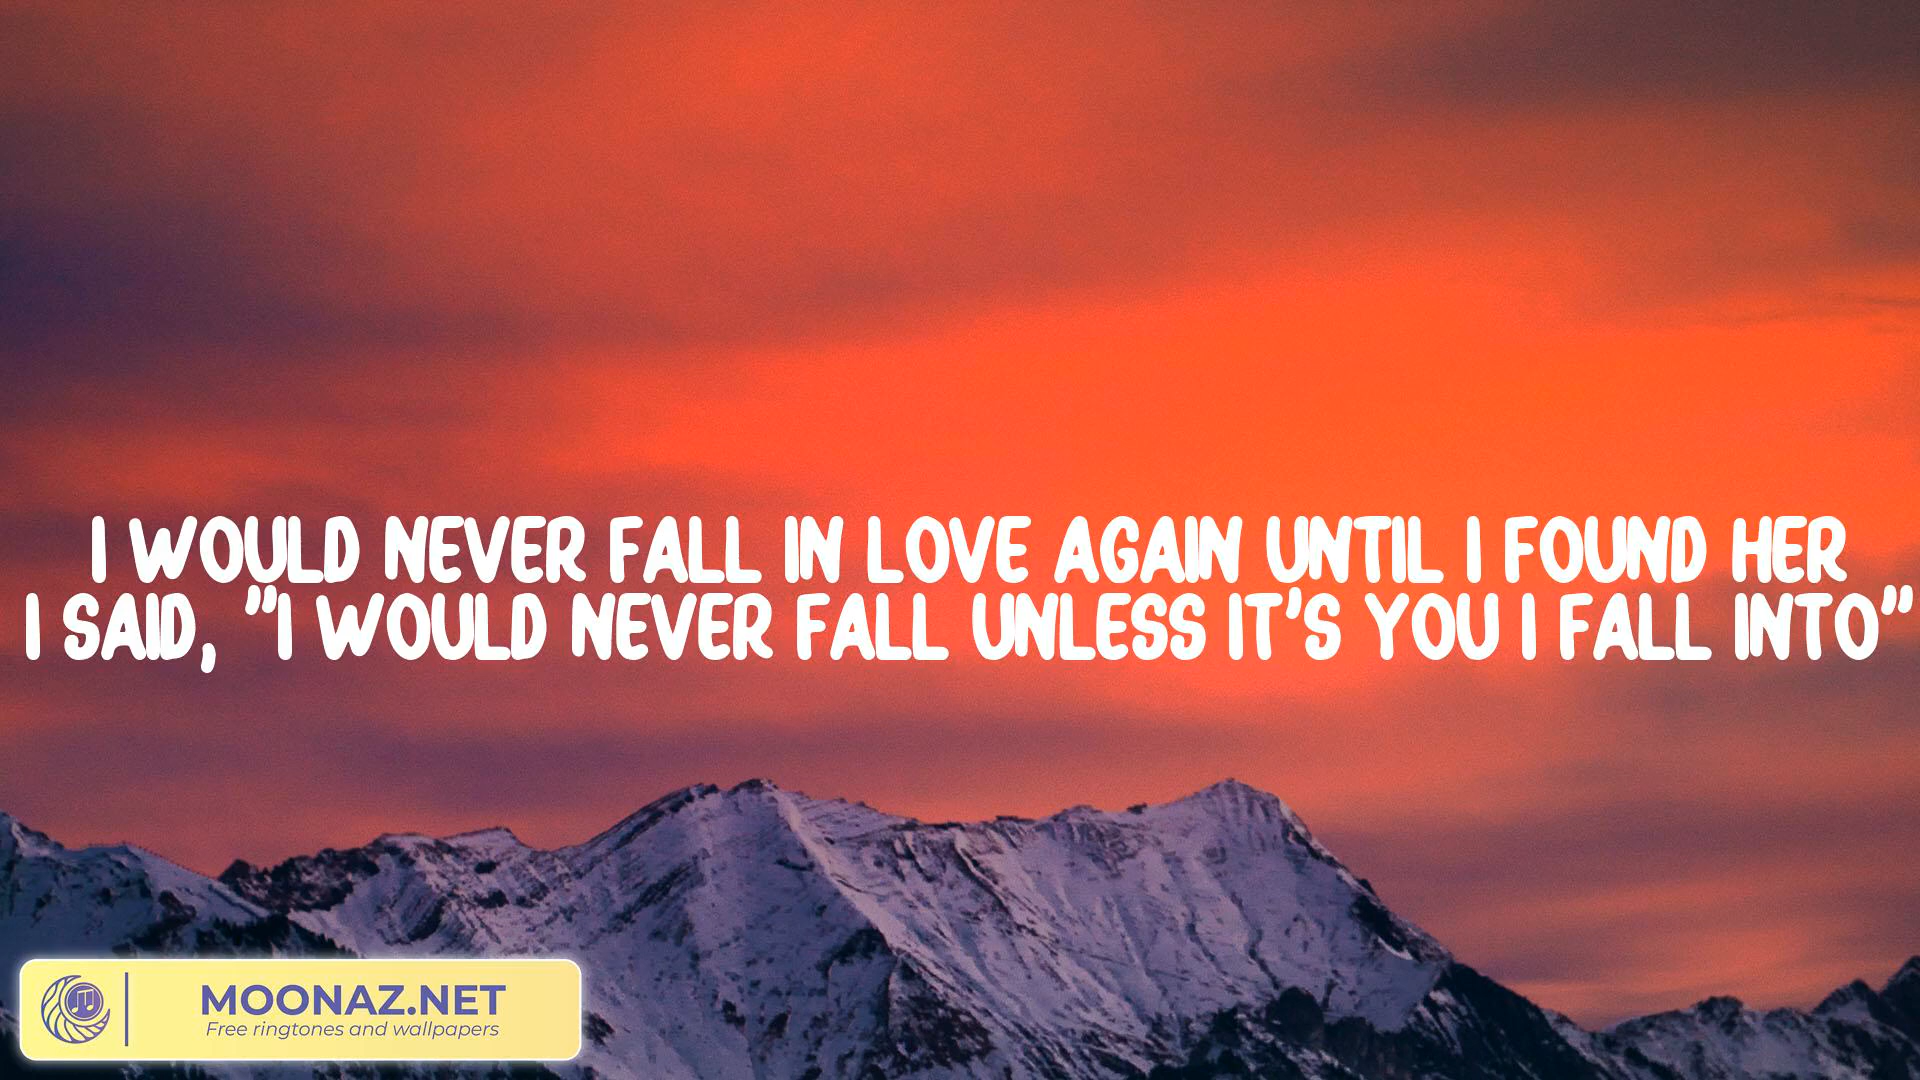 I WOULD NEVER FALL IN LOVE AGAIN UNTIL I FOUND HER
I SAID, "I WOULD NEVER FALL UNLESS IT'S YOU I FALL INTO"
MOONAZ.NET
Free ringtones and wallpapers